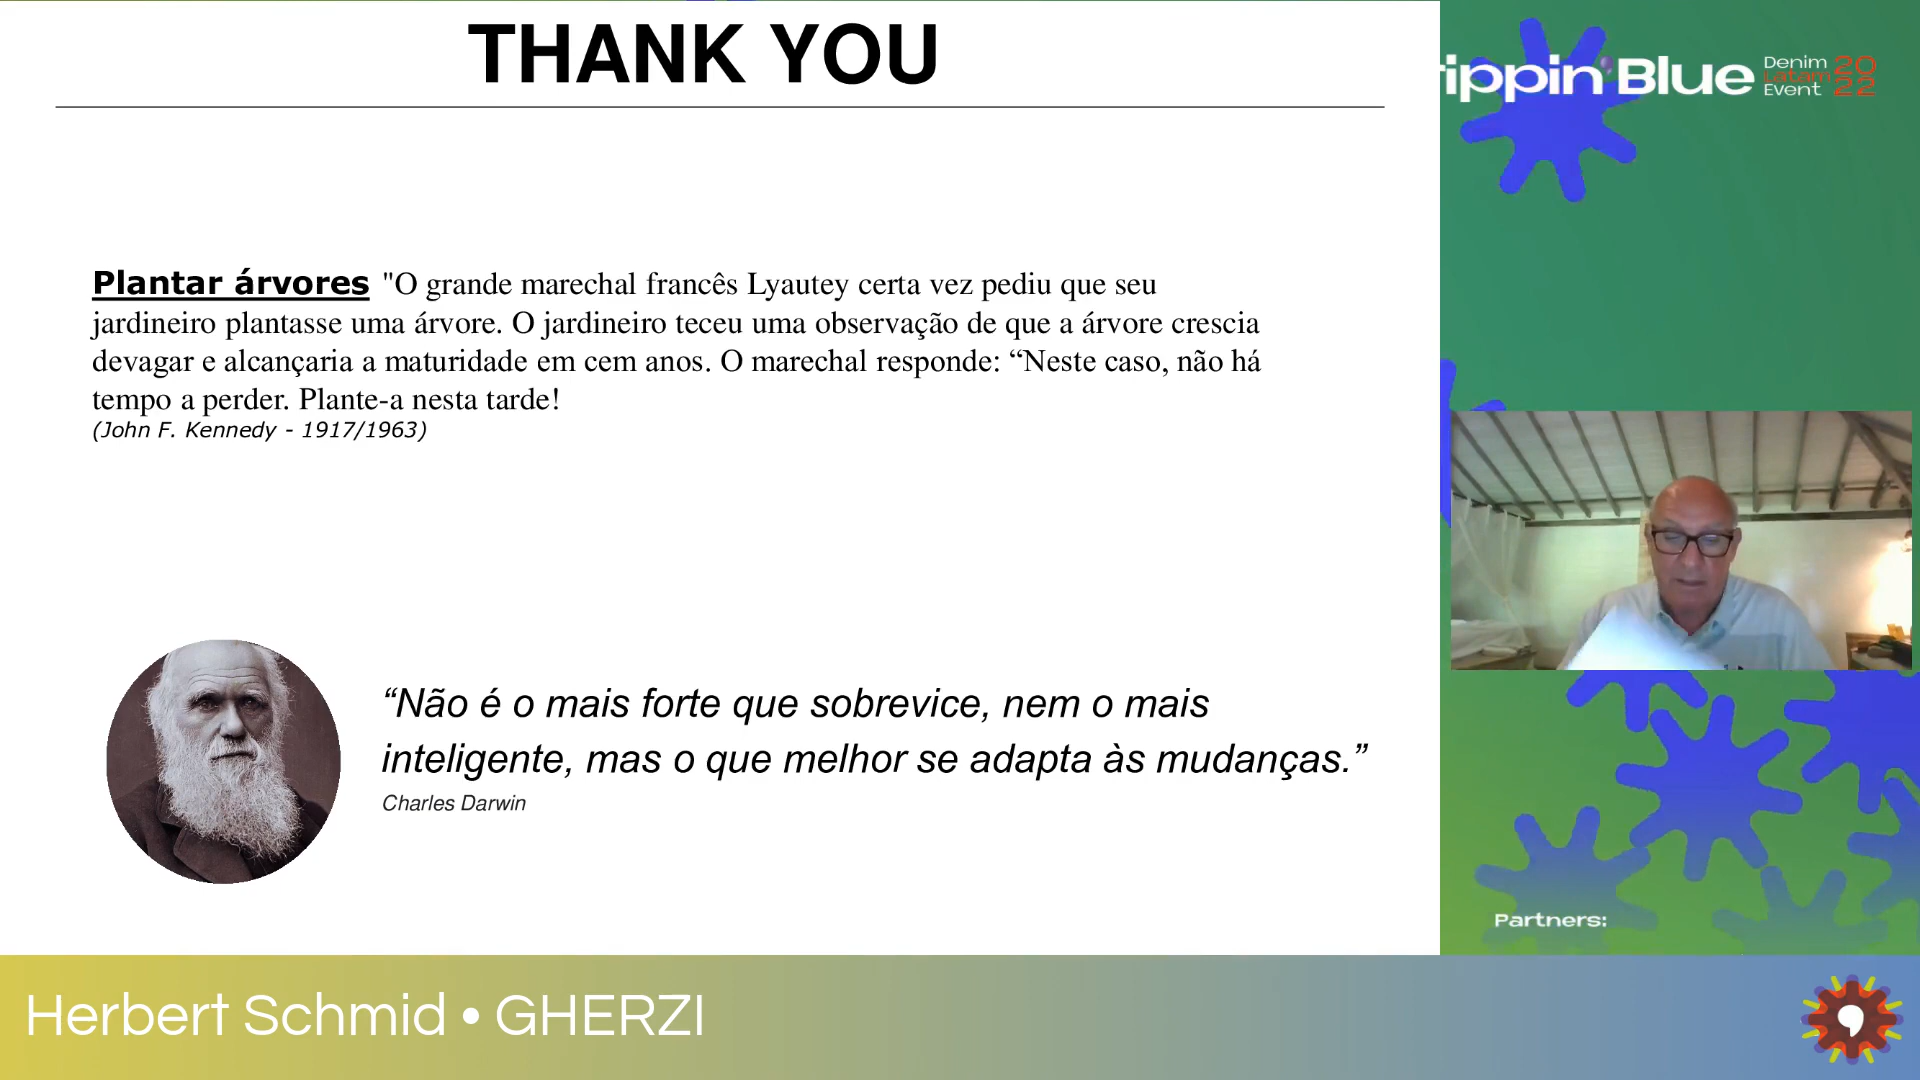 THANK YOU
Plantar árvores "O grande marechal francês Lyautey certa vez pediu que seu
jardineiro plantasse uma árvore. O jardineiro teceu uma observação de que a árvore crescia
devagar e alcançaria a maturidade em cem anos. O marechal responde: “Neste caso, não há
tempo a perder. Plante-a nesta tarde!
(John F. Kennedy - 1917/1963)
“Não é o mais forte que sobrevice, nem o mais
inteligente, mas o que melhor se adapta às mudanças.”
Charles Darwin
rippin' Blue
Denim
Latam
Event
20
22
Partners:
Herbert Schmid • GHERZI